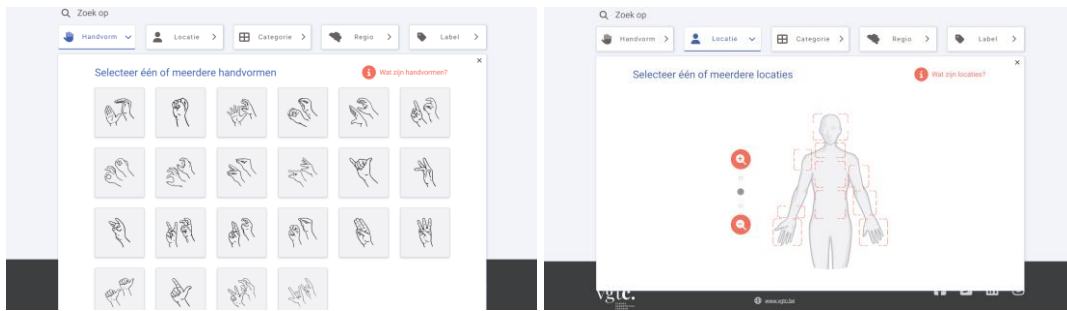 Zoek op
Handvorm
Locatie
Categorie
Regio
Label
Selecteer één of meerdere handvormen
Wat zijn handvormen?
Zoek op
Handvorm
Locatie
Categorie
Regio
Label
Selecteer één of meerdere locaties
Wat zijn locaties?
vgtc.
www.vgtc.be